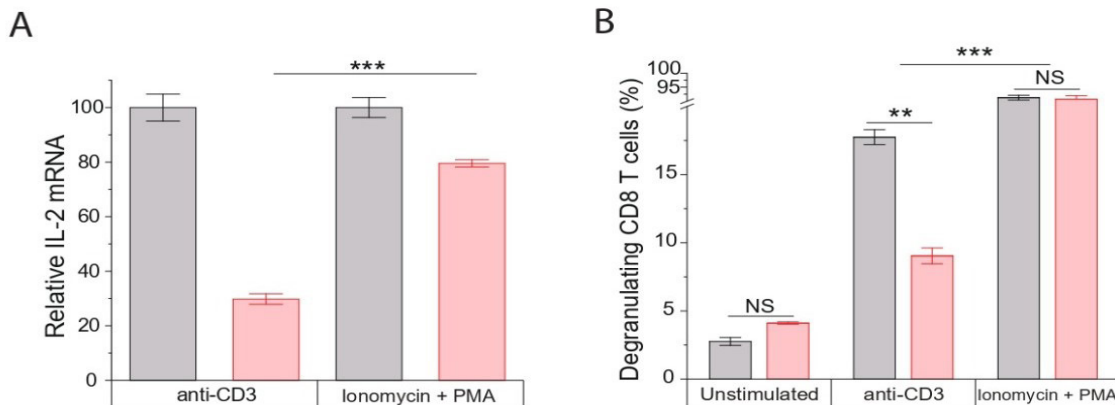 A
Relative IL-2 mRNA
100
80
60
40
20
0
***
anti-CD3
Ionomycin + PMA
B
Degranulating CD8 T cells (%)
100
95
15
10
5
0
NS
**
***
NS
Unstimulated
anti-CD3
Ionomycin + PMA